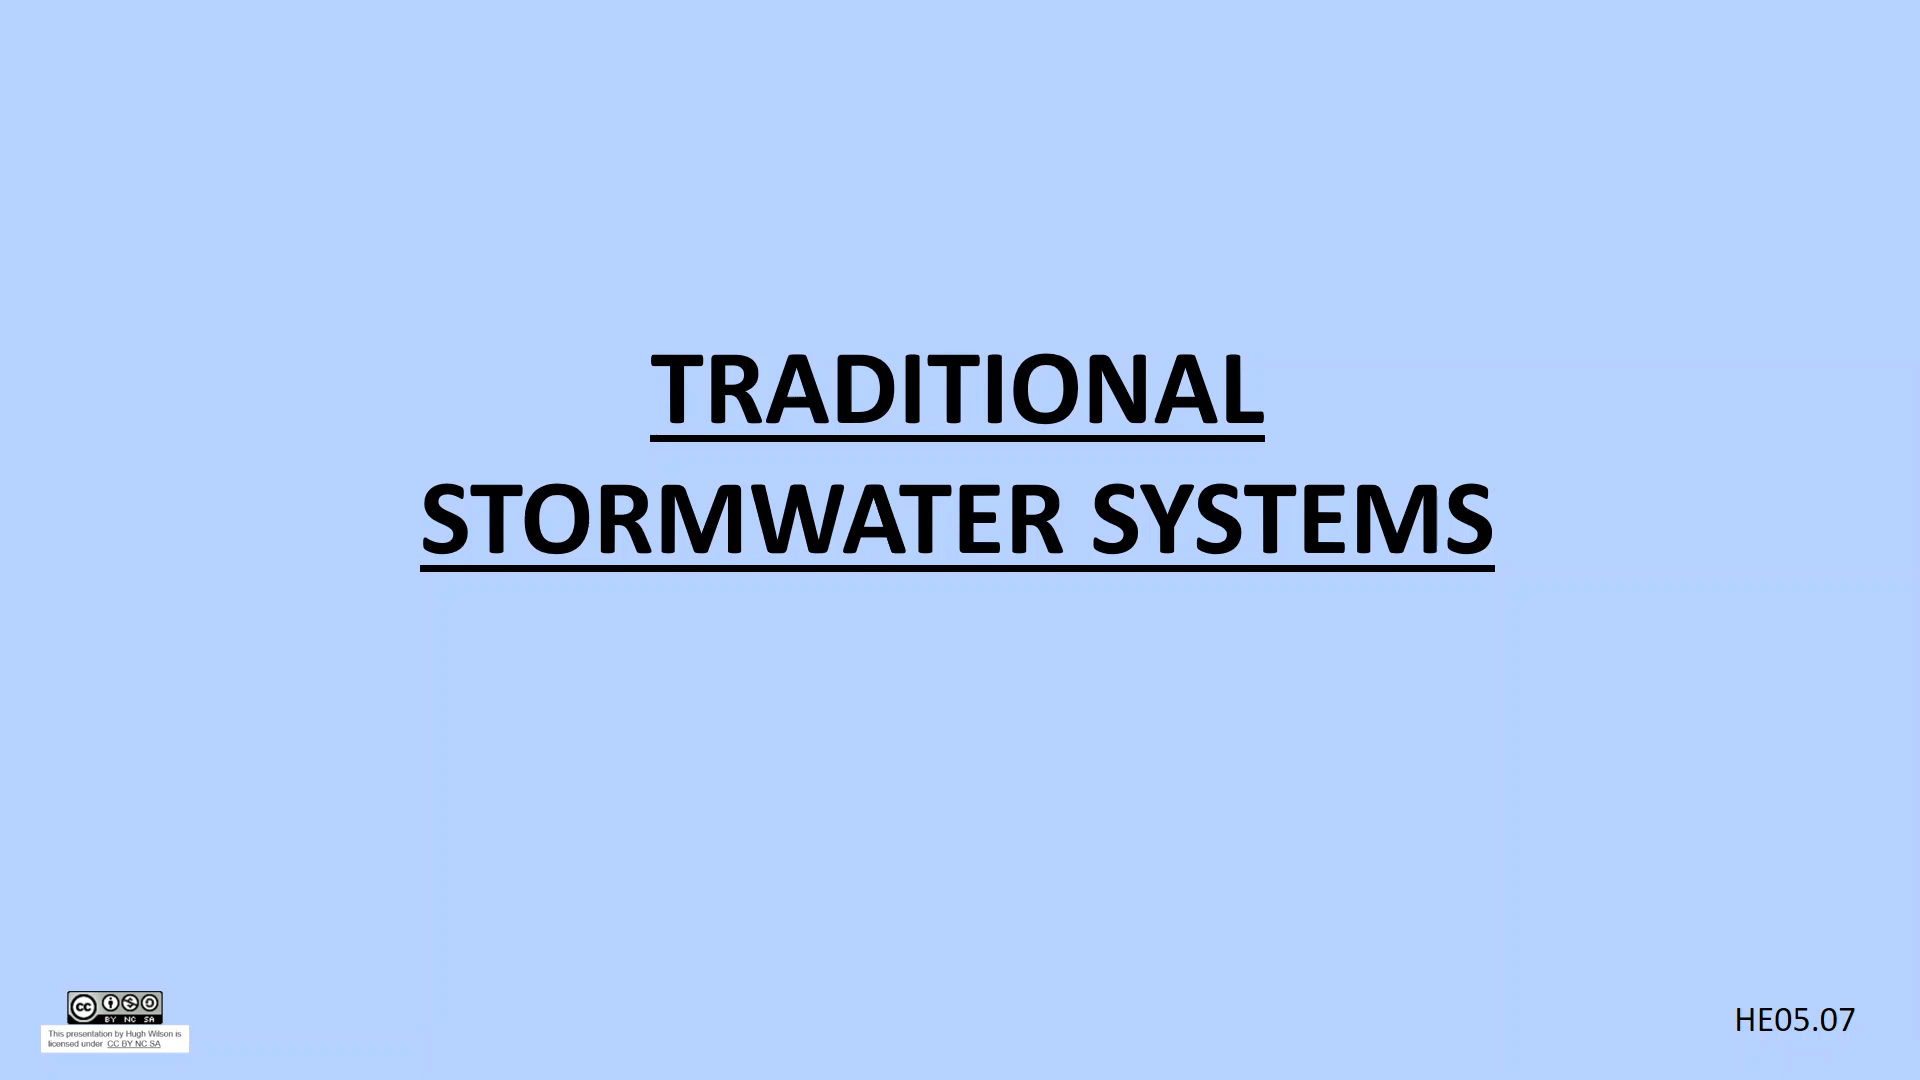 TRADITIONAL
STORMWATER SYSTEMS
cc
BY NC SA
This presentation by Hugh Wilson is
licensed under CC BY NC SA
HE05.07